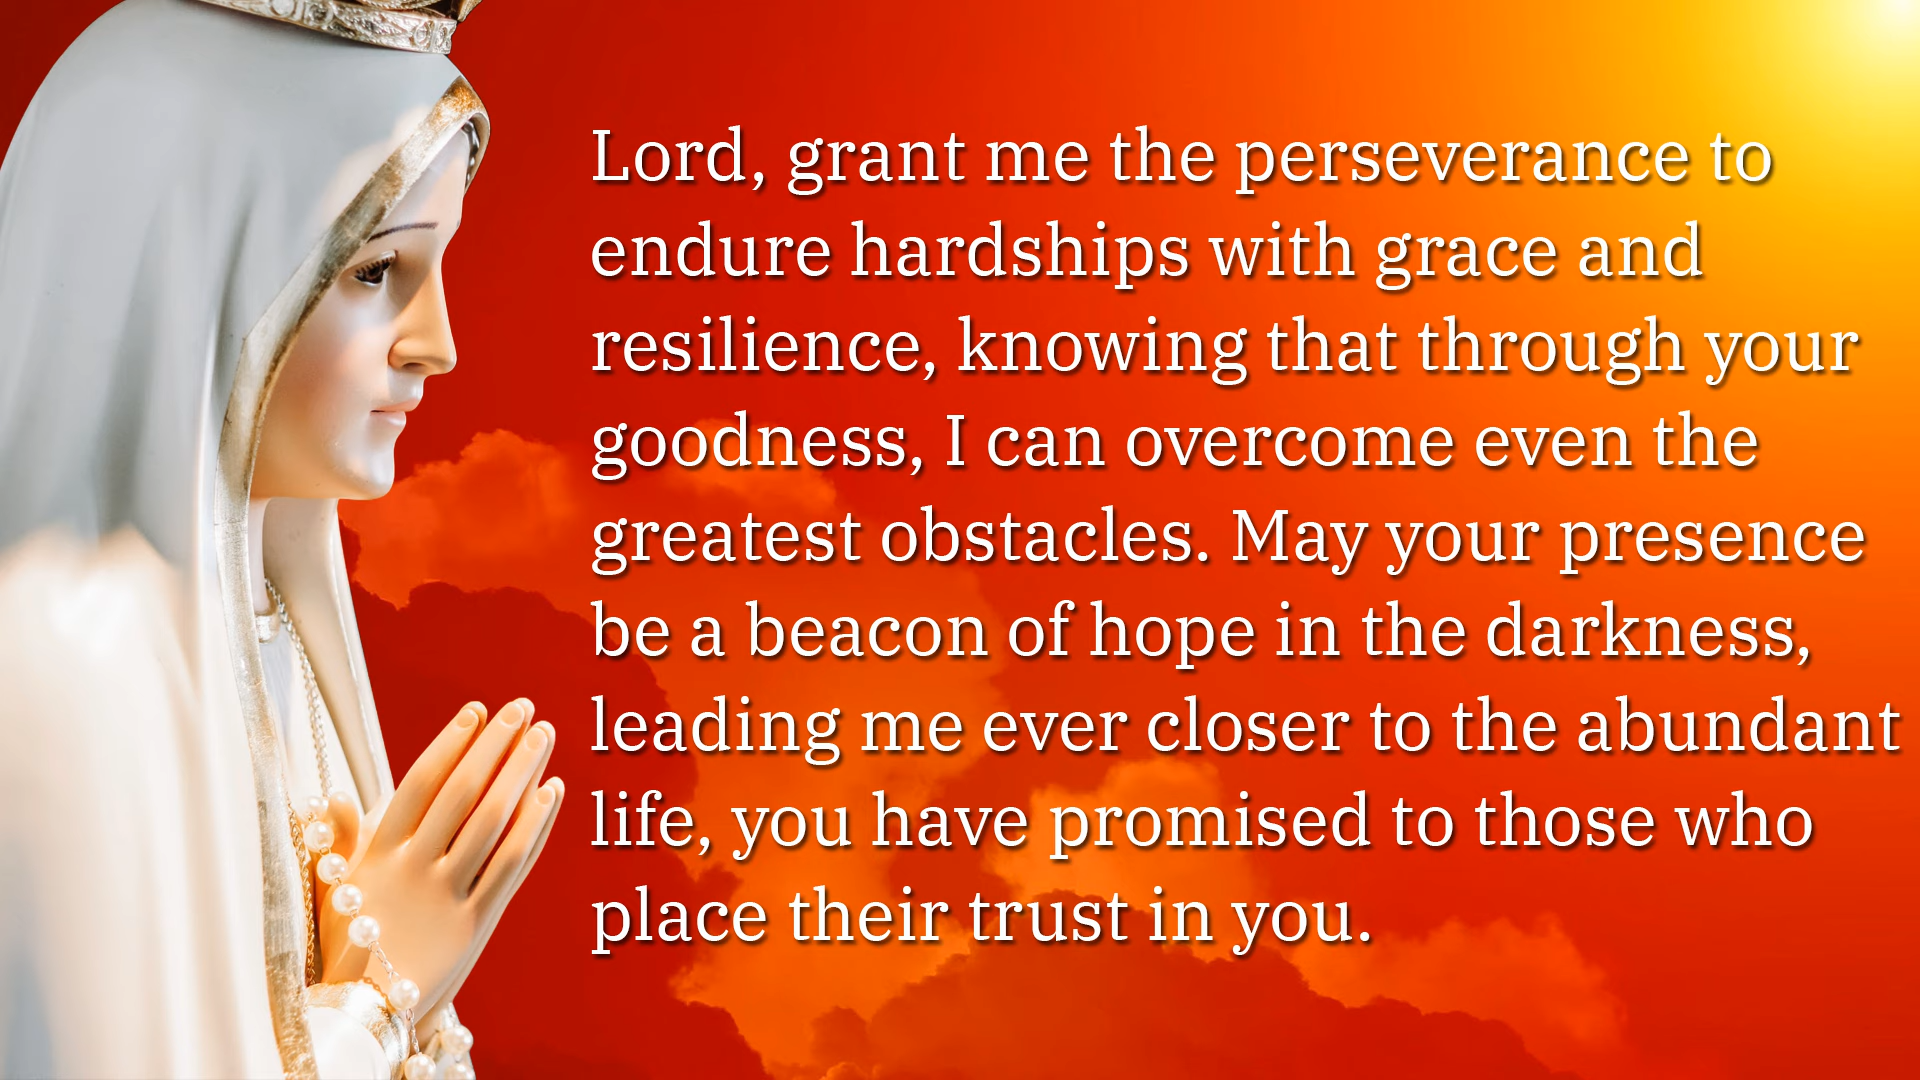 Lord, grant me the perseverance to
endure hardships with grace and
resilience, knowing that through your
goodness, I can overcome even the
greatest obstacles. May your presence
be a beacon of hope in the darkness,
leading me ever closer to the abundant
life, you have promised to those who
place their trust in you.